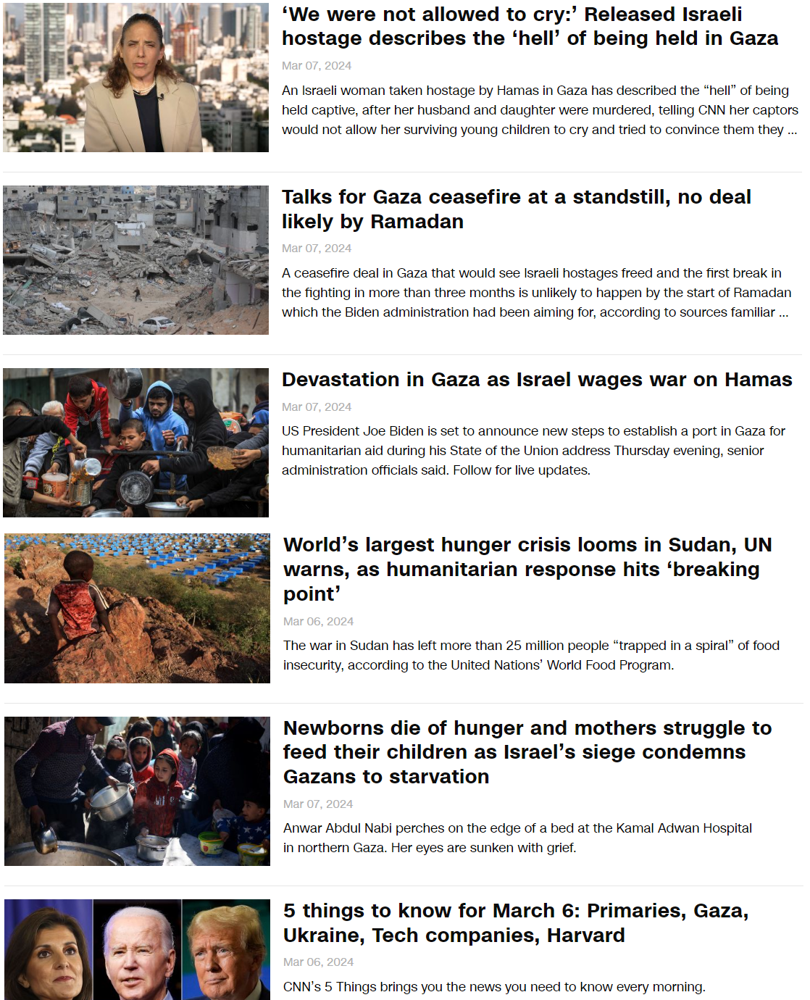 ‘We were not allowed to cry:’ Released Israeli
hostage describes the ‘hell’ of being held in Gaza
Mar 07, 2024
An Israeli woman taken hostage by Hamas in Gaza has described the “hell” of being
held captive, after her husband and daughter were murdered, telling CNN her captors
would not allow her surviving young children to cry and tried to convince them they ...
Talks for Gaza ceasefire at a standstill, no deal
likely by Ramadan
Mar 07, 2024
A ceasefire deal in Gaza that would see Israeli hostages freed and the first break in
the fighting in more than three months is unlikely to happen by the start of Ramadan
which the Biden administration had been aiming for, according to sources familiar ...
Devastation in Gaza as Israel wages war on Hamas
Mar 07, 2024
US President Joe Biden is set to announce new steps to establish a port in Gaza for
humanitarian aid during his State of the Union address Thursday evening, senior
administration officials said. Follow for live updates.
World’s largest hunger crisis looms in Sudan, UN
warns, as humanitarian response hits ‘breaking
point’
Mar 06, 2024
The war in Sudan has left more than 25 million people “trapped in a spiral” of food
insecurity, according to the United Nations’ World Food Program.
Newborns die of hunger and mothers struggle to
feed their children as Israel’s siege condemns
Gazans to starvation
Mar 07, 2024
Anwar Abdul Nabi perches on the edge of a bed at the Kamal Adwan Hospital
in northern Gaza. Her eyes are sunken with grief.
5 things to know for March 6: Primaries, Gaza,
Ukraine, Tech companies, Harvard
Mar 06, 2024
CNN’s 5 Things brings you the news you need to know every morning.